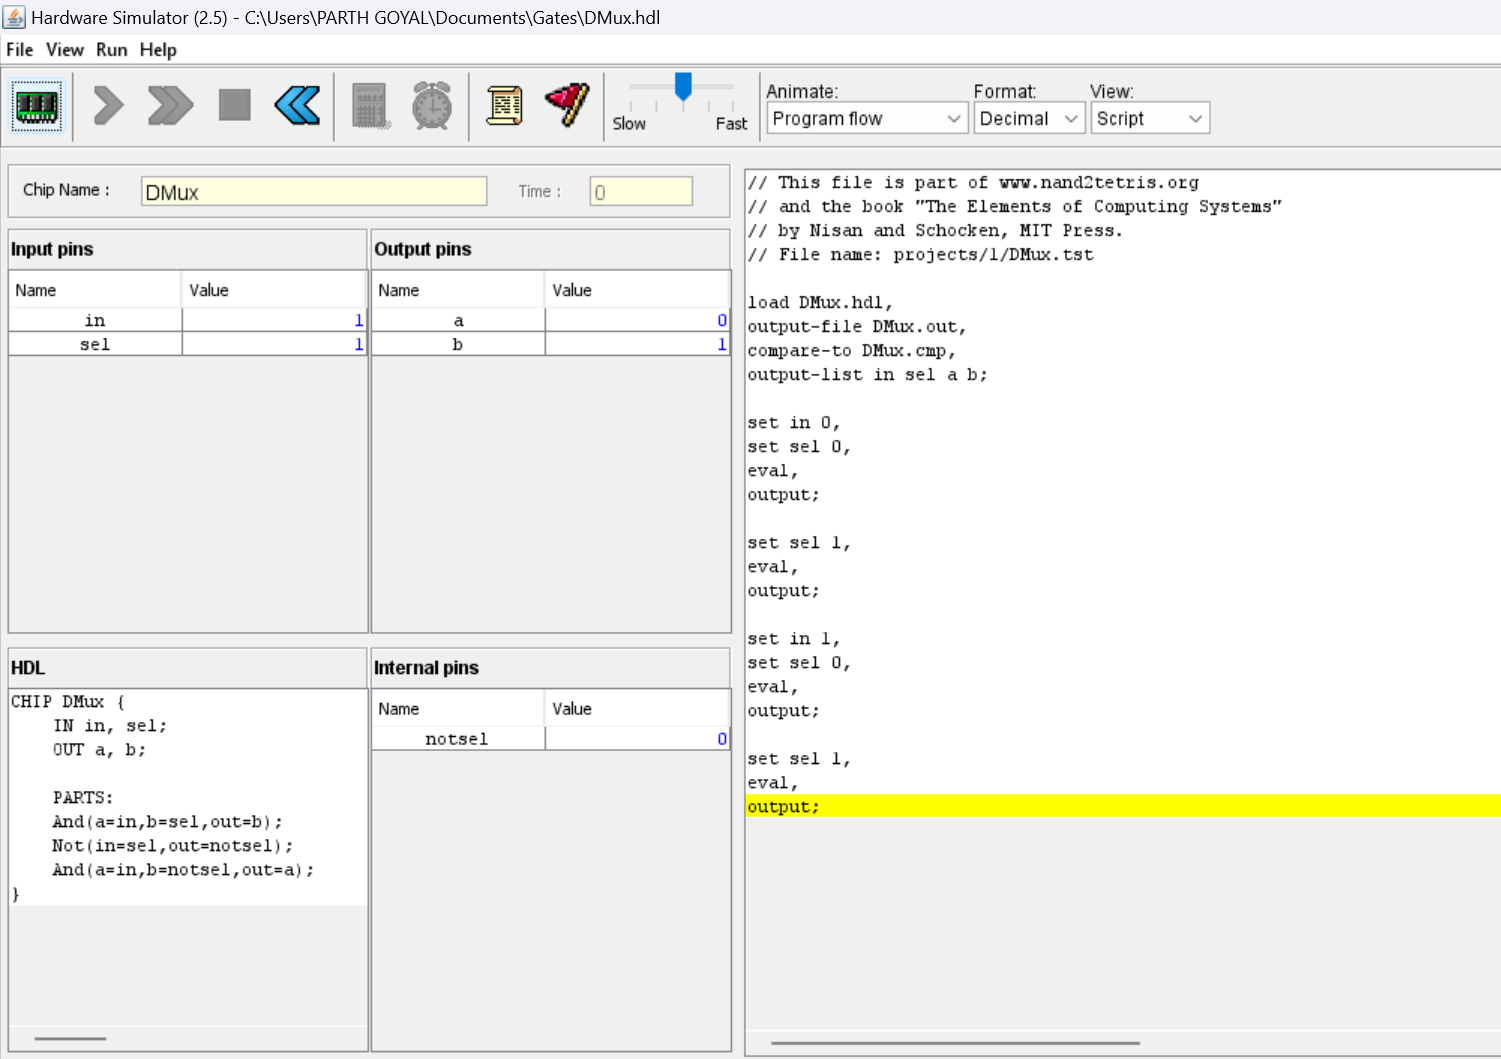 Hardware Simulator (2.5) - C:\Users\PARTH GOYAL\Documents\Gates\DMux.hdl
File View Run Help
Slow Fast
Animate:
Program flow
Format:
Decimal
View:
Script
Chip Name :
DMux
Time :
0
Input pins
Name Value
in 1
sel 1
Output pins
Name Value
a 0
b 1
HDL
CHIP DMux {
IN in, sel;
OUT a, b;
PARTS:
And(a=in,b=sel,out=b);
Not(in=sel,out=notsel);
And(a=in,b=notsel,out=a);
}
Internal pins
Name Value
notsel 0
// This file is part of www.nand2tetris.org
// and the book "The Elements of Computing Systems"
// by Nisan and Schocken, MIT Press.
// File name: projects/1/DMux.tst
load DMux.hdl,
output-file DMux.out,
compare-to DMux.cmp,
output-list in sel a b;
set in 0,
set sel 0,
eval,
output;
set sel 1,
eval,
output;
set in 1,
set sel 0,
eval,
output;
set sel 1,
eval,
output;